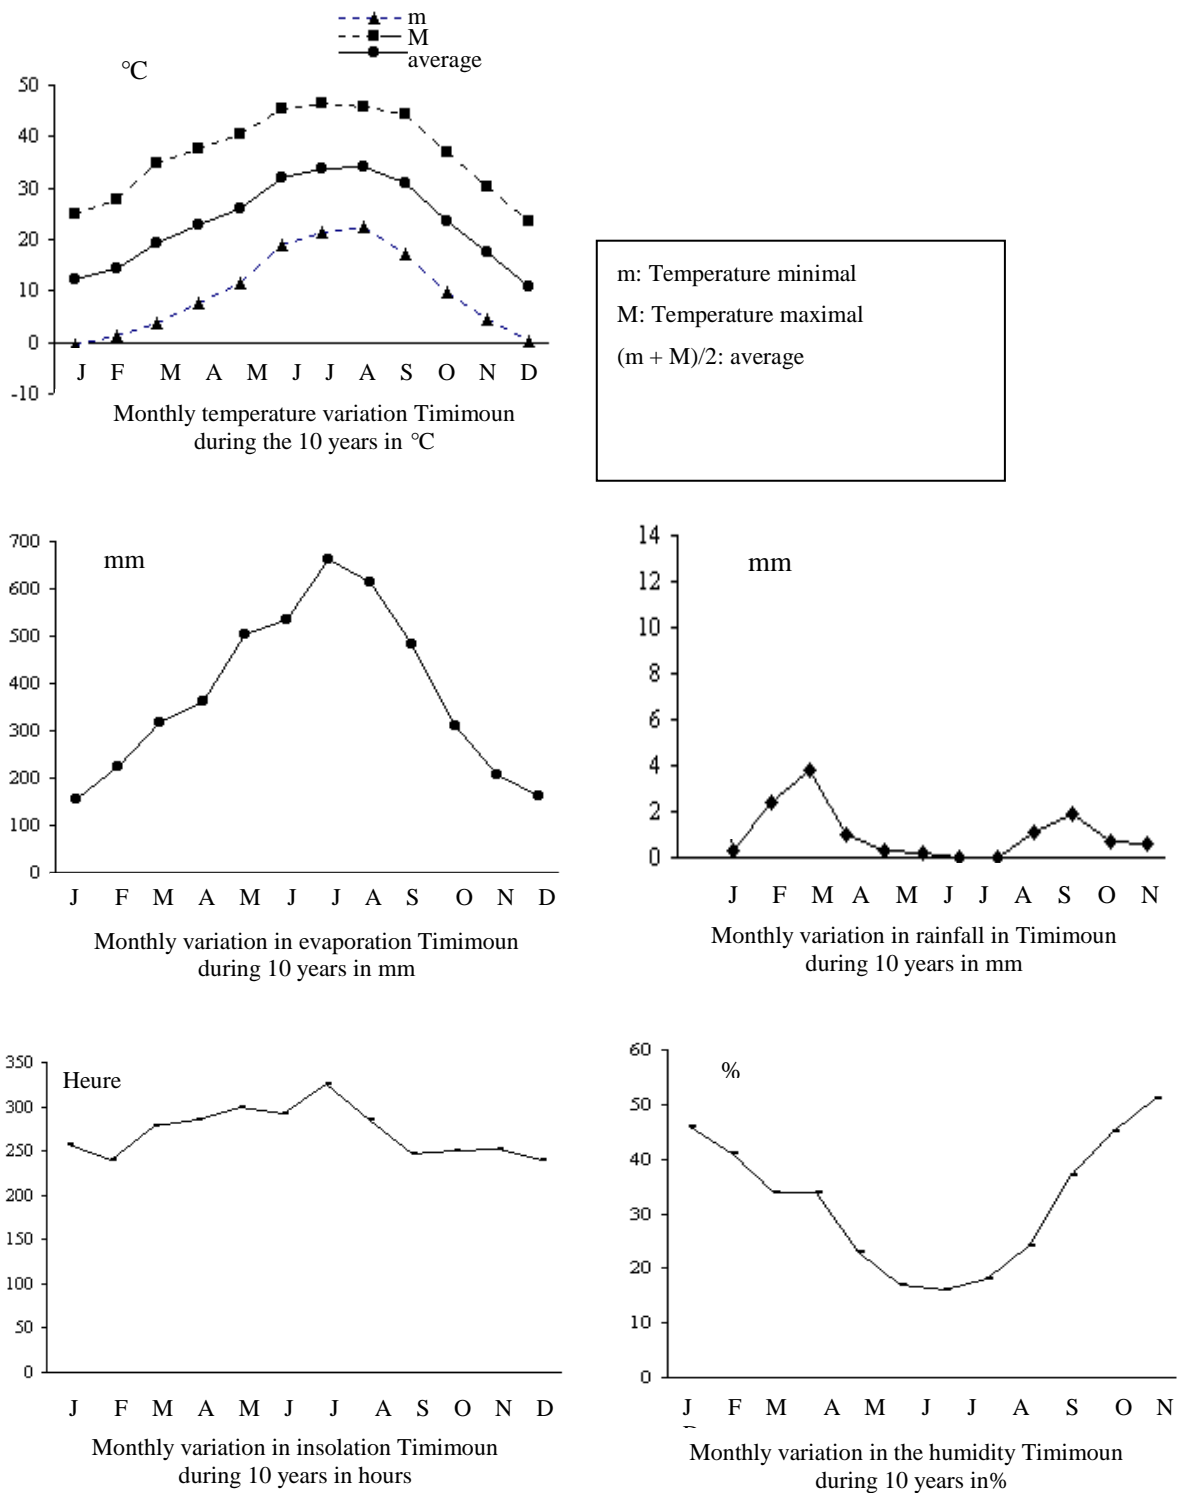 m
M
average
°C
50
40
30
20
10
0
-10
J F M A M J J A S O N D
Monthly temperature variation Timimoun
during the 10 years in °C
m: Temperature minimal
M: Temperature maximal
(m + M)/2: average
mm
700
600
500
400
300
200
100
0
J F M A M J J A S O N D
Monthly variation in evaporation Timimoun
during 10 years in mm
mm
14
12
10
8
6
4
2
0
J F M A M J J A S O N
Monthly variation in rainfall in Timimoun
during 10 years in mm
Heure
350
300
250
200
150
100
50
0
J F M A M J J A S O N D
Monthly variation in insolation Timimoun
during 10 years in hours
%
60
50
40
30
20
10
0
J F M A M J J A S O N
Monthly variation in the humidity Timimoun
during 10 years in%